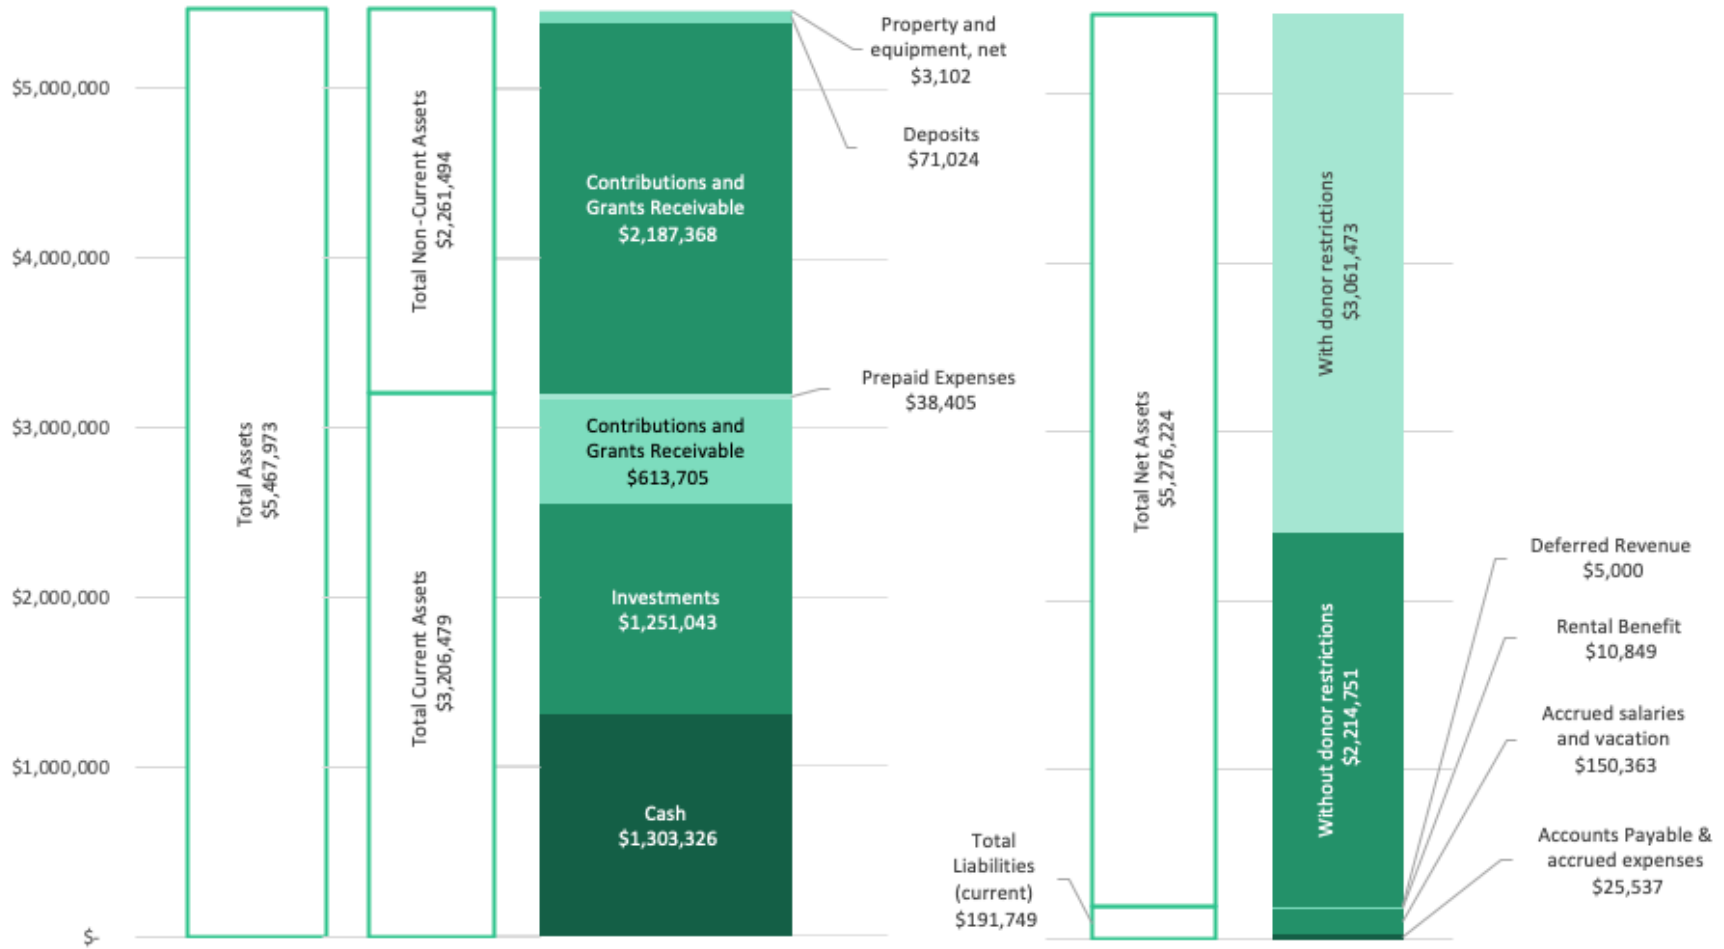 $5,000,000
$4,000,000
$3,000,000
$2,000,000
$1,000,000
$-
Total Assets
$5,467,973
Total Non-Current Assets
$2,261,494
Total Current Assets
$3,206,479
Contributions and
Grants Receivable
$2,187,368
Contributions and
Grants Receivable
$613,705
Investments
$1,251,043
Cash
$1,303,326
Property and
equipment, net
$3,102
Deposits
$71,024
Prepaid Expenses
$38,405
Total
Liabilities
(current)
$191,749
Total Net Assets
$5,276,224
With donor restrictions
$3,061,473
Without donor restrictions
$2,214,751
Deferred Revenue
$5,000
Rental Benefit
$10,849
Accrued salaries
and vacation
$150,363
Accounts Payable &
accrued expenses
$25,537